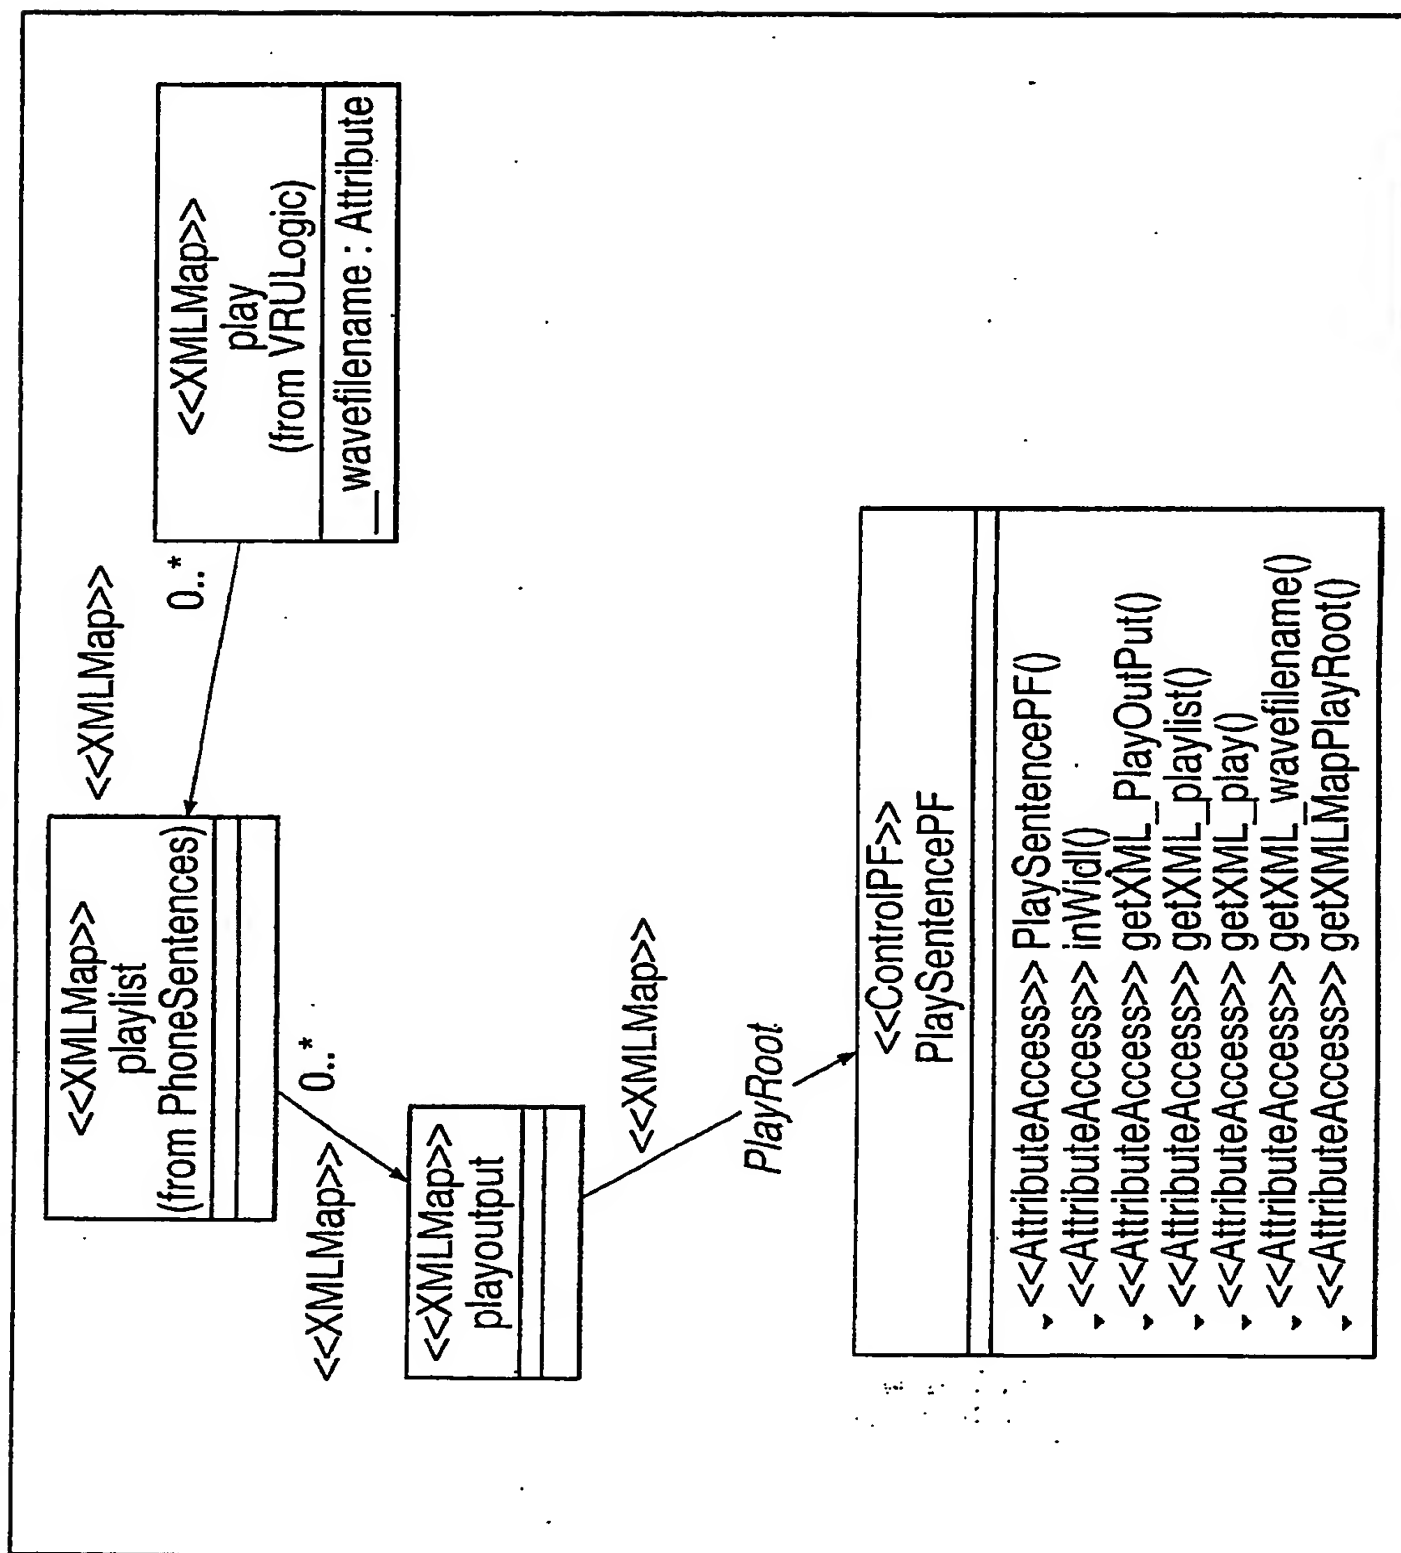 <<XMLMap>>
play
(from VRULogic)
_wavefilename : Attribute
<<XMLMap>>
0..*
<<XMLMap>>
playlist
(from PhoneSentences)
0..*
<<XMLMap>>
<<XMLMap>>
playoutput
<<XMLMap>>
PlayRoot
<<ControlPF>>
PlaySentencePF
<<AttributeAccess>> PlaySentencePF()
<<AttributeAccess>> inWidl()
<<AttributeAccess>> getXML_PlayOutPut()
<<AttributeAccess>> getXML_playlist()
<<AttributeAccess>> getXML_play()
<<AttributeAccess>> getXML_wavefilename()
<<AttributeAccess>> getXMLMapPlayRoot()